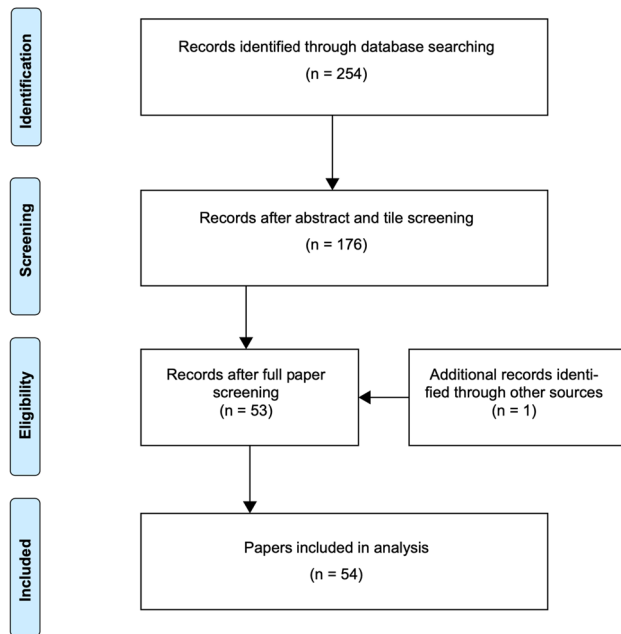 Identification
Records identified through database searching
(n = 254)
Screening
Records after abstract and tile screening
(n = 176)
Eligibility
Records after full paper
screening
(n = 53)
Additional records identi-
fied through other sources
(n = 1)
Included
Papers included in analysis
(n = 54)